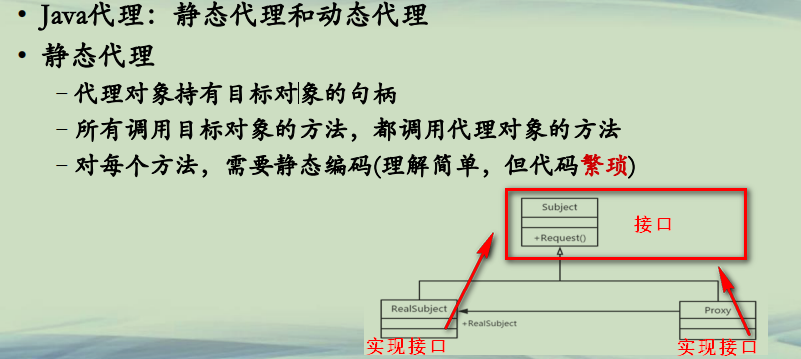 • Java代理：静态代理和动态代理
• 静态代理
– 代理对象持有目标对象的句柄
– 所有调用目标对象的方法，都调用代理对象的方法
– 对每个方法，需要静态编码(理解简单，但代码繁琐)
Subject
+Request()
接口
RealSubject
+RealSubject
Proxy
实现接口
实现接口